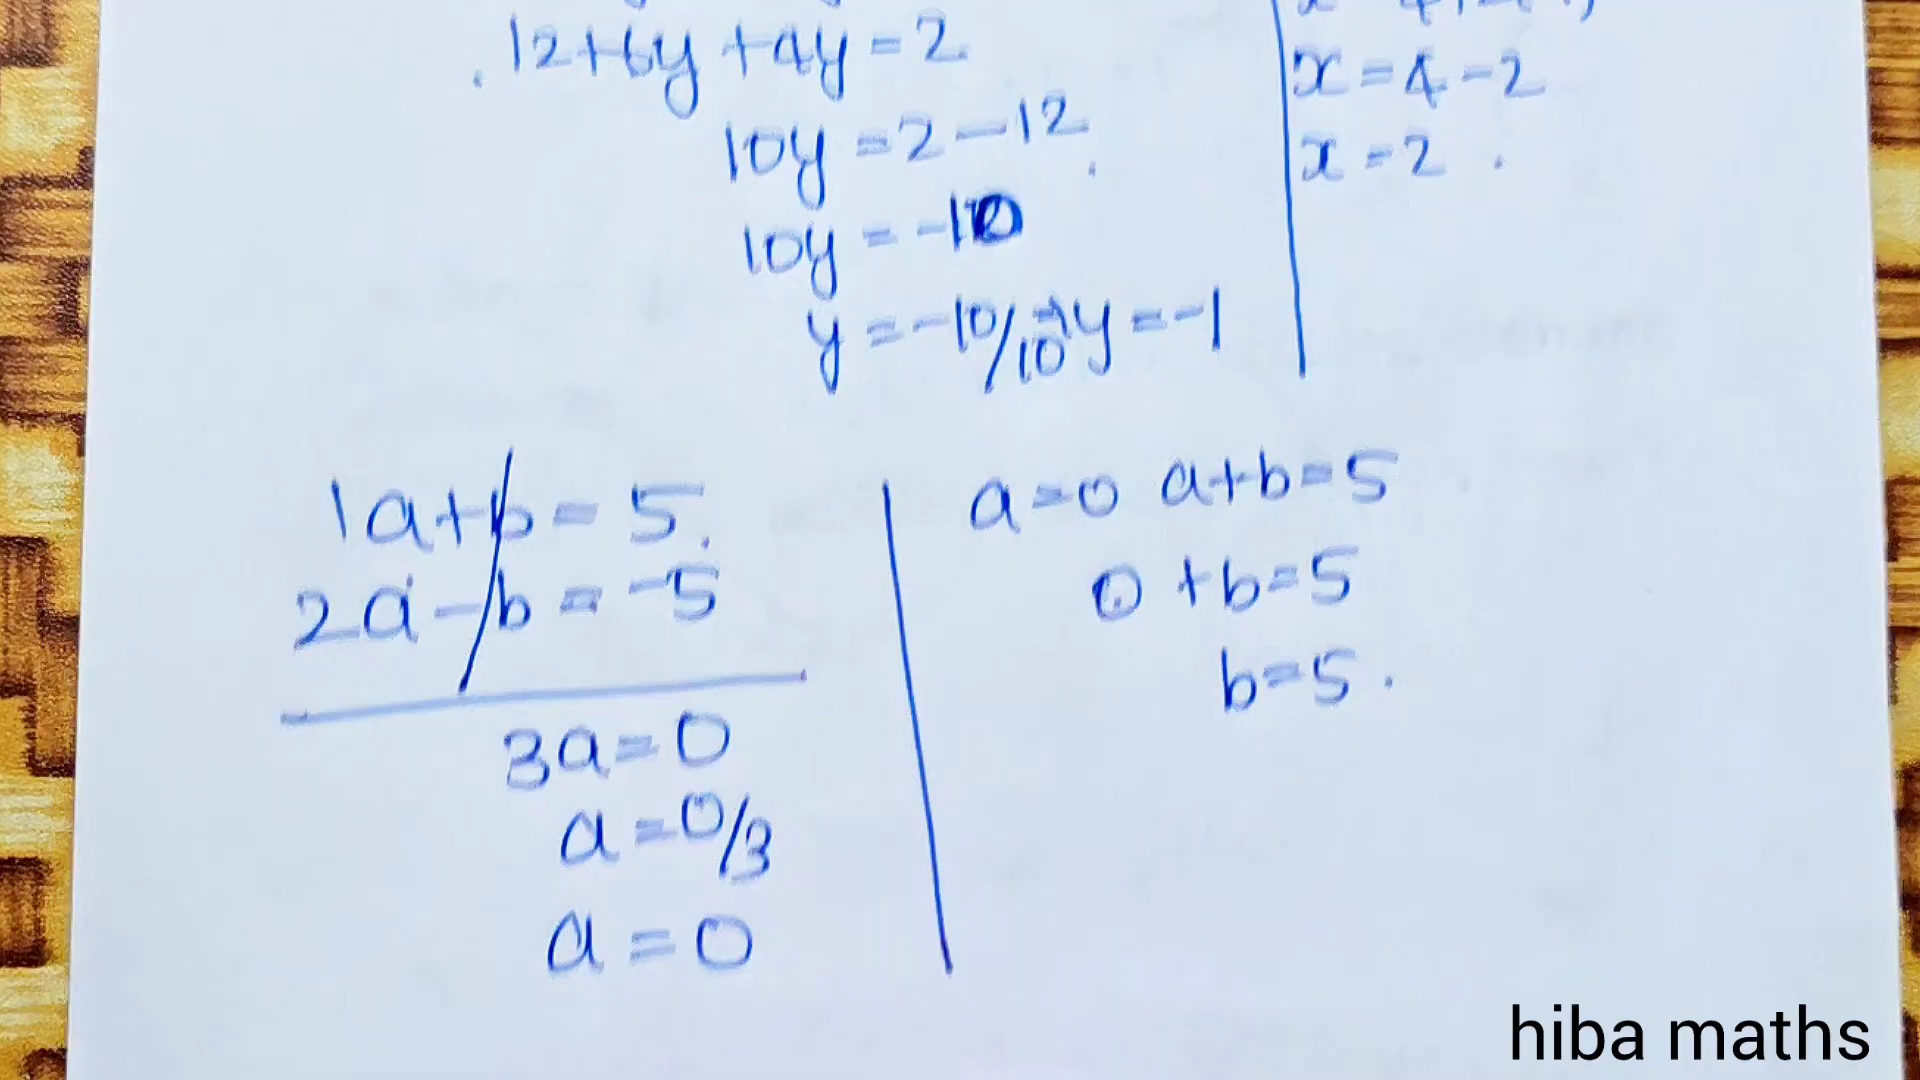 12+6y+4y=2
10y=2-12
10y=-10
y=-10/10 y=-1
x=4-2
x=2.
1a+b=5.
2a-b=-5
3a=0
a=0/3
a=0
a=0 a+b=5
0+b=5
b=5.
hiba maths